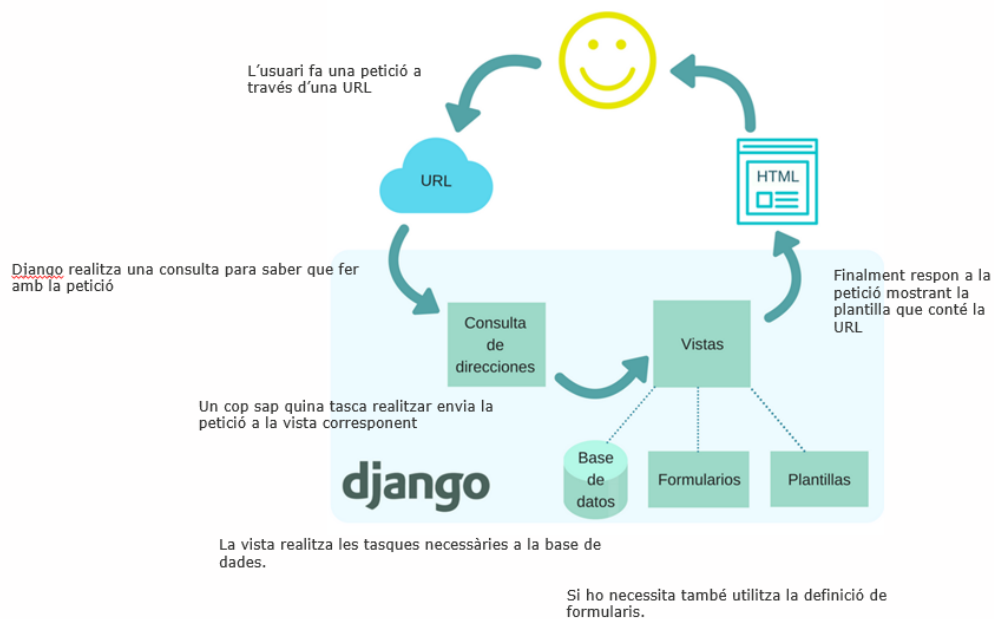 L´usuari fa una petició a
través d´una URL
URL
HTML
Django realitza una consulta para saber que fer
amb la petició
Finalment respon a la
petició mostrant la
plantilla que conté la
URL
Consulta
de
direcciones
Vistas
Un cop sap quina tasca realitzar envia la
petició a la vista corresponent
Base
de
datos
Formularios
Plantillas
django
La vista realitza les tasques necessàries a la base de
dades.
Si ho necessita també utilitza la definició de
formularis.